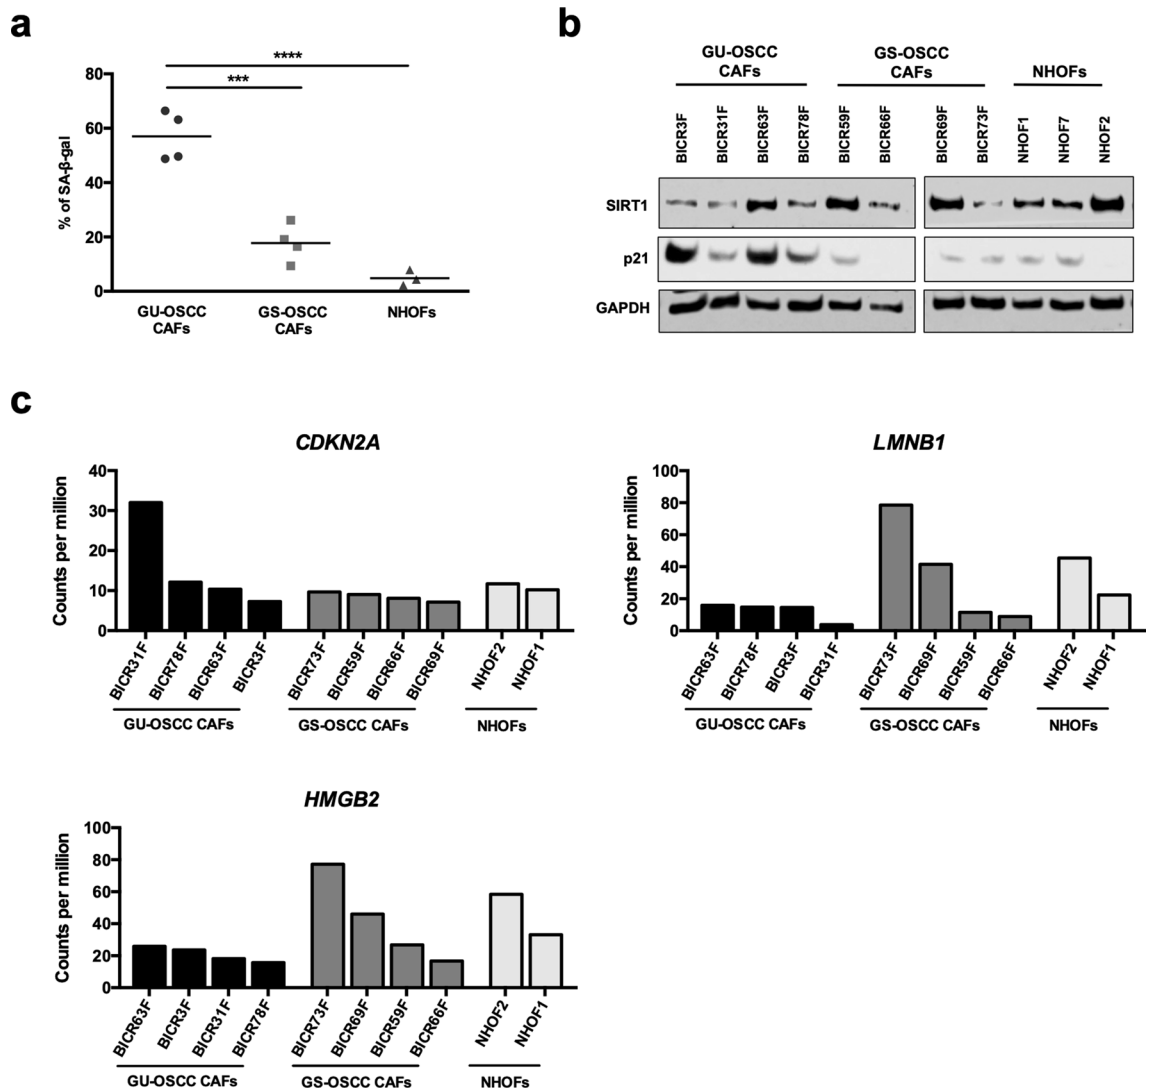 a
% of SA-β-gal
80
60
40
20
0
****
***
GU-OSCC
CAFs
GS-OSCC
CAFs
NHOFs
b
GU-OSCC
CAFs
GS-OSCC
CAFs
NHOFs
BICR3F
BICR31F
BICR63F
BICR78F
BICR59F
BICR66F
BICR69F
BICR73F
NHOF1
NHOF7
NHOF2
SIRT1
p21
GAPDH
c
CDKN2A
Counts per million
40
30
20
10
0
BICR31F
BICR78F
BICR63F
BICR3F
BICR73F
BICR59F
BICR66F
BICR69F
NHOF2
NHOF1
GU-OSCC CAFs
GS-OSCC CAFs
NHOFs
LMNB1
Counts per million
100
80
60
40
20
0
BICR63F
BICR78F
BICR3F
BICR31F
BICR73F
BICR69F
BICR59F
BICR66F
NHOF2
NHOF1
GU-OSCC CAFs
GS-OSCC CAFs
NHOFs
HMGB2
Counts per million
100
80
60
40
20
0
BICR63F
BICR3F
BICR31F
BICR78F
BICR73F
BICR69F
BICR59F
BICR66F
NHOF2
NHOF1
GU-OSCC CAFs
GS-OSCC CAFs
NHOFs